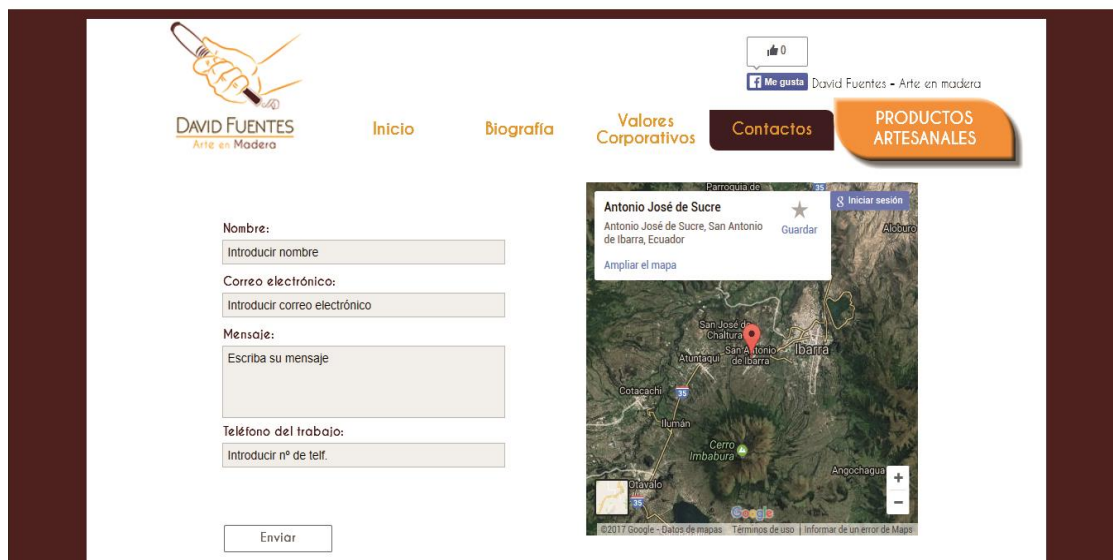 DAVID FUENTES
Arte en Madera
0
Me gusta
David Fuentes - Arte en madera
Inicio
Biografía
Valores
Corporativos
Contactos
PRODUCTOS
ARTESANALES
Nombre:
Introducir nombre
Correo electrónico:
Introducir correo electrónico
Mensaje:
Escriba su mensaje
Teléfono del trabajo:
Introducir nº de telf.
Enviar
Parroquia de
35
Antonio José de Sucre
Antonio José de Sucre, San Antonio
de Ibarra, Ecuador
Guardar
Ampliar el mapa
8 Iniciar sesión
Aloburo
San José de
Chaltura
San Antonio
de Ibarra
Ibarra
Atuntaqui
Cotacachi
35
Ilumán
Cerro
Imbabura
Angochagua
Otavalo
35
+
−
Google
©2017 Google - Datos de mapas
Términos de uso
Informar de un error de Maps